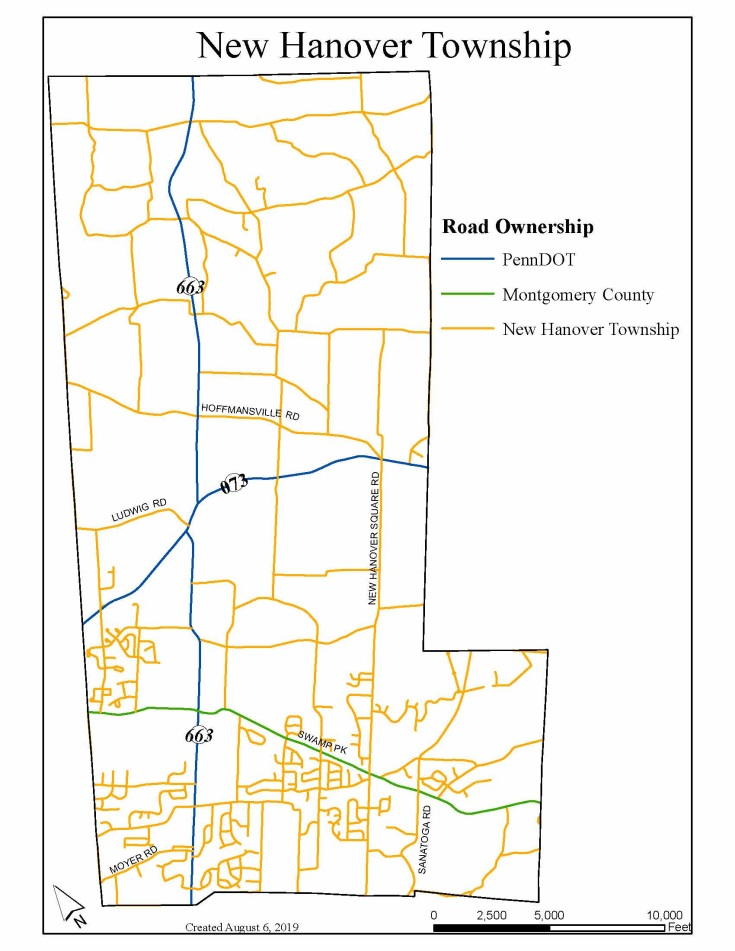 New Hanover Township
Road Ownership
PennDOT
Montgomery County
New Hanover Township
663
HOFFMANSVILLE RD
073
NEW HANOVER SQUARE RD
LUDWIG RD
663
SWAMP PK
SANATOGA RD
MOYER RD
N
Created August 6, 2019
0 2,500 5,000 10,000
Feet